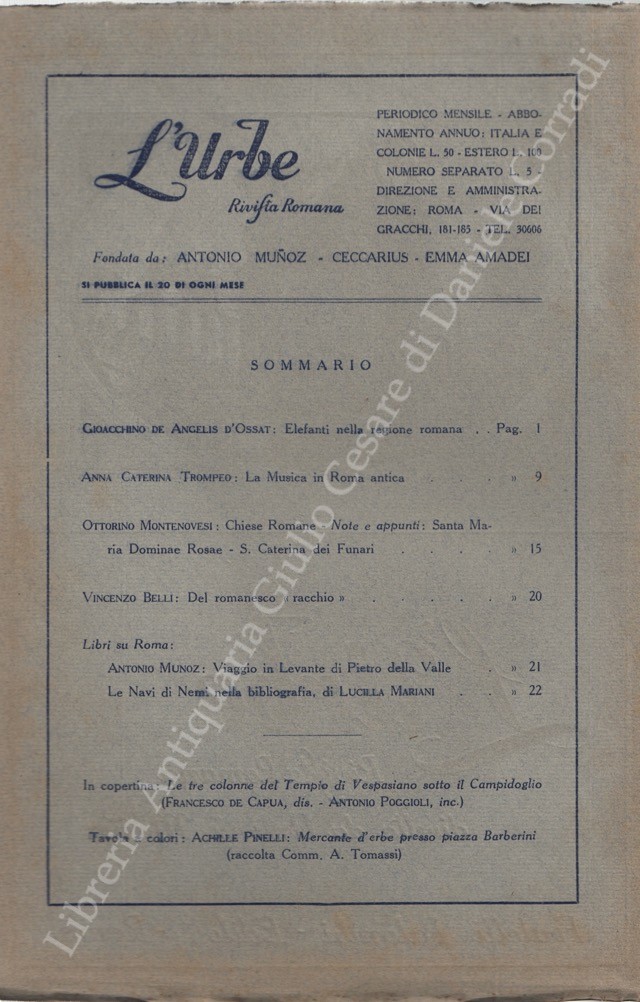 L'Urbe
Rivista Romana
PERIODICO MENSILE - ABBO-
NAMENTO ANNUO: ITALIA E
COLONIE L. 50 - ESTERO L. 100
NUMERO SEPARATO L. 5 -
DIREZIONE E AMMINISTRA-
ZIONE: ROMA - VIA DEI
GRACCHI, 181-185 - TEL. 30606
Fondata da: ANTONIO MUÑOZ - CECCARIUS - EMMA AMADEI
SI PUBBLICA IL 20 DI OGNI MESE
SOMMARIO
GIOACCHINO DE ANGELIS D'OSSAT: Elefanti nella regione romana . . Pag. 1
ANNA CATERINA TROMPEO: La Musica in Roma antica . . . » 9
OTTORINO MONTENOVESI: Chiese Romane - Note e appunti: Santa Ma-
ria Dominae Rosae - S. Caterina dei Funari . . . . » 15
VINCENZO BELLI: Del romanesco « racchio » . . . . . » 20
Libri su Roma:
ANTONIO MUNOZ: Viaggio in Levante di Pietro della Valle . » 21
Le Navi di Nemi nella bibliografia, di LUCILLA MARIANI . . » 22
In copertina: Le tre colonne del Tempio di Vespasiano sotto il Campidoglio
(FRANCESCO DE CAPUA, dis. - ANTONIO POGGIOLI, inc.)
Tavola a colori: ACHILLE PINELLI: Mercante d'erbe presso piazza Barberini
(raccolta Comm. A. Tomassi)
Libreria Antiquaria Giulio Cesare di Daniele Corradi